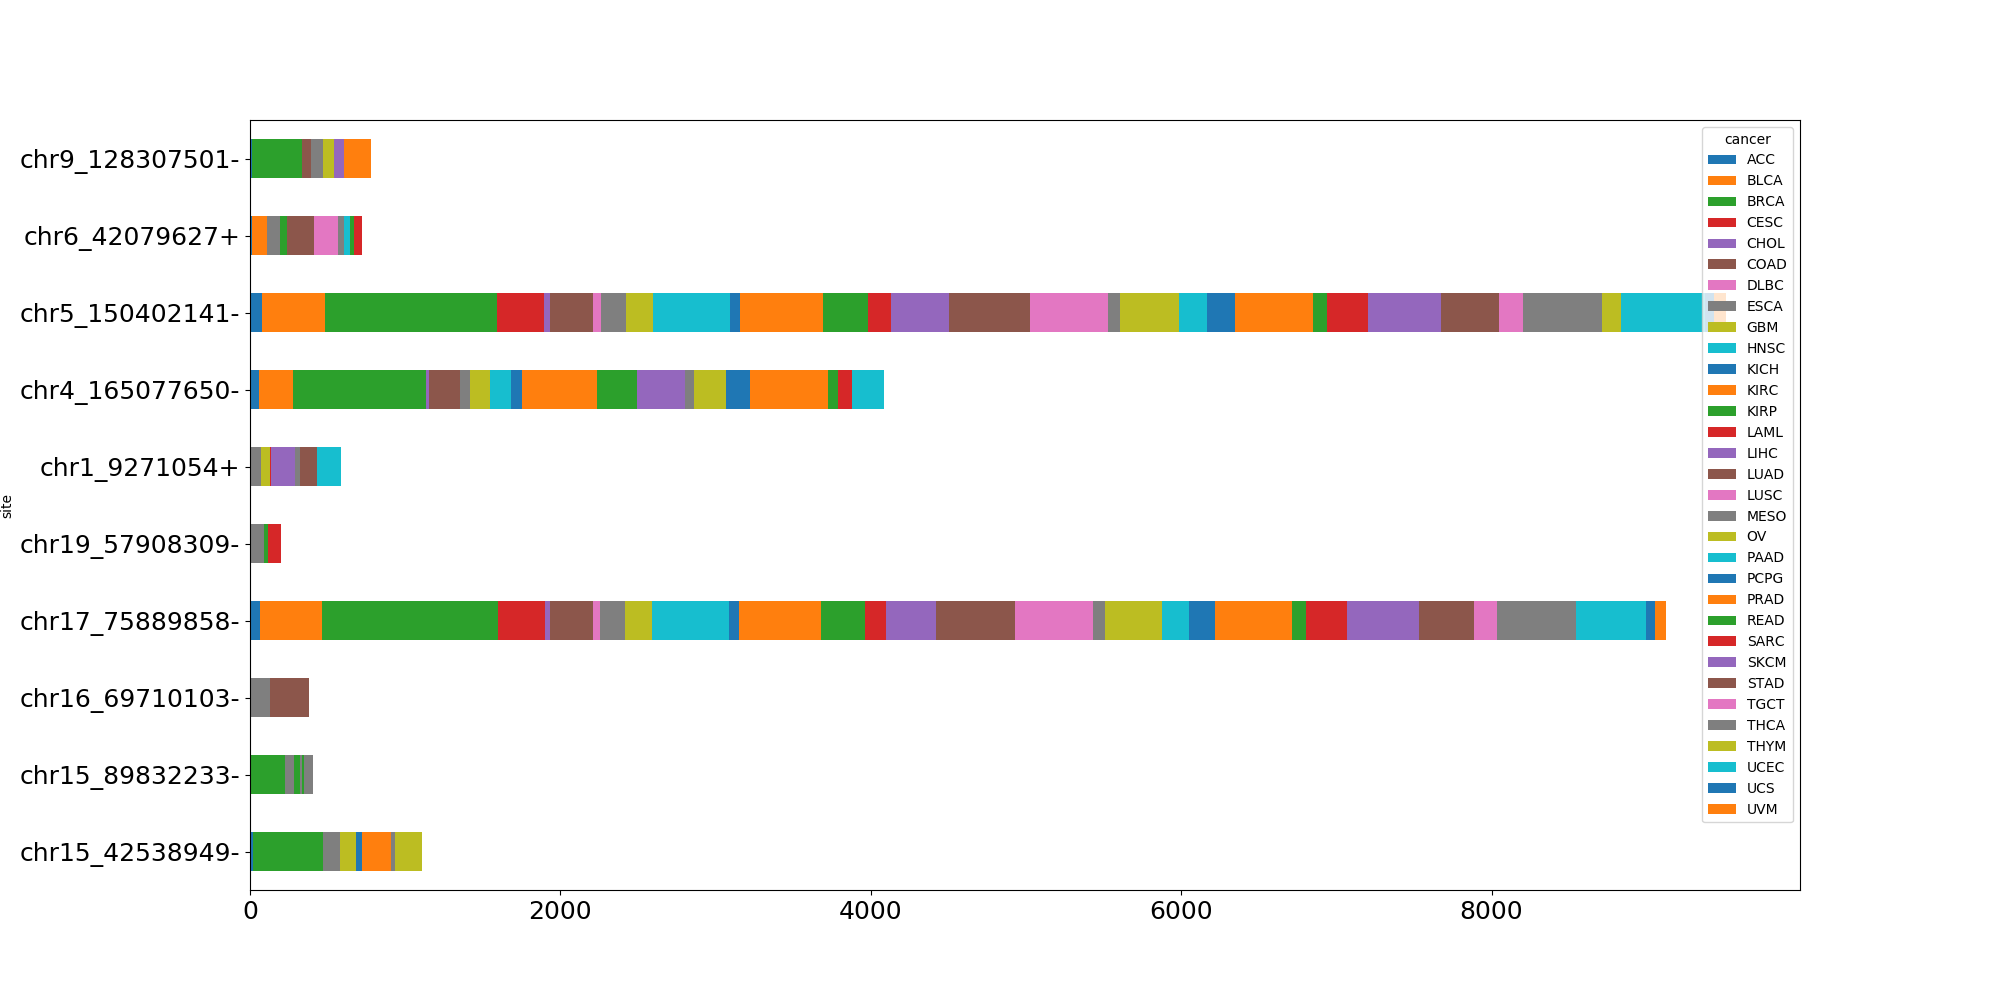 chr9_128307501-
chr6_42079627+
chr5_150402141-
chr4_165077650-
chr1_9271054+
chr19_57908309-
chr17_75889858-
chr16_69710103-
chr15_89832233-
chr15_42538949-
site
0 2000 4000 6000 8000
cancer
ACC
BLCA
BRCA
CESC
CHOL
COAD
DLBC
ESCA
GBM
HNSC
KICH
KIRC
KIRP
LAML
LIHC
LUAD
LUSC
MESO
OV
PAAD
PCPG
PRAD
READ
SARC
SKCM
STAD
TGCT
THCA
THYM
UCEC
UCS
UVM